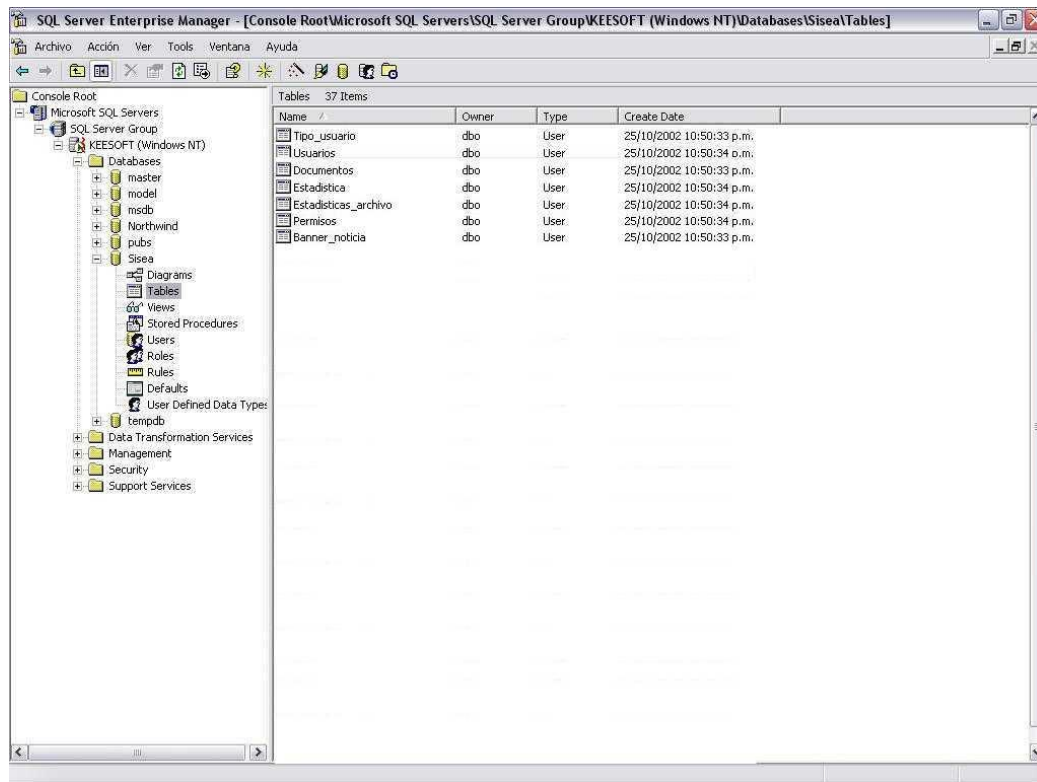 SQL Server Enterprise Manager - [Console Root\Microsoft SQL Servers\SQL Server Group\KEESOFT (Windows NT)\Databases\Sisea\Tables]
Archivo Acción Ver Tools Ventana Ayuda
Console Root
Microsoft SQL Servers
SQL Server Group
KEESOFT (Windows NT)
Databases
master
model
msdb
Northwind
pubs
Sisea
Diagrams
Tables
Views
Stored Procedures
Users
Roles
Rules
Defaults
User Defined Data Types
tempdb
Data Transformation Services
Management
Security
Support Services
Tables 37 Items
Name Owner Type Create Date
Tipo_usuario dbo User 25/10/2002 10:50:33 p.m.
Usuarios dbo User 25/10/2002 10:50:34 p.m.
Documentos dbo User 25/10/2002 10:50:33 p.m.
Estadistica dbo User 25/10/2002 10:50:34 p.m.
Estadisticas_archivo dbo User 25/10/2002 10:50:34 p.m.
Permisos dbo User 25/10/2002 10:50:34 p.m.
Banner_noticia dbo User 25/10/2002 10:50:33 p.m.